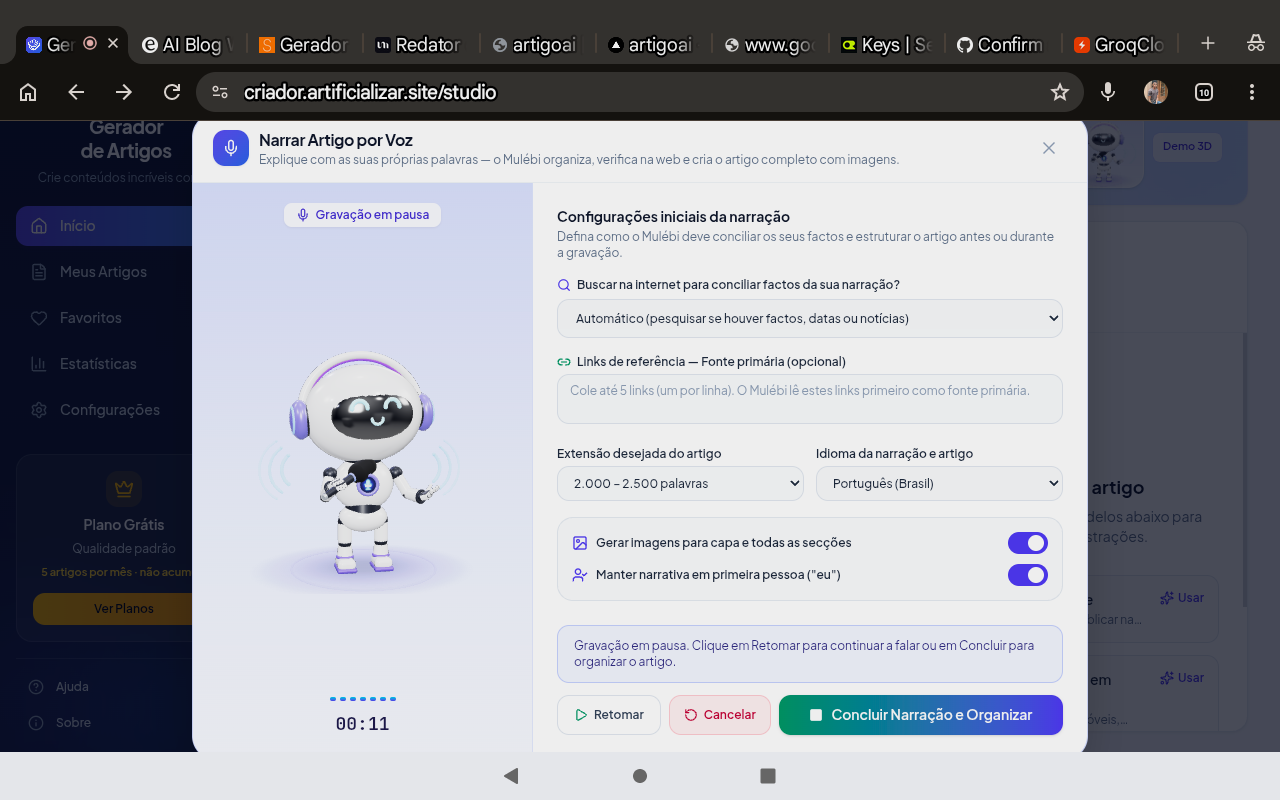 Ger
AI Blog W
Gerador
Redator
artigoai
artigoai
www.goo
Keys | Se
Confirm
GroqClo
criador.artificializar.site/studio
10
Gerador
de Artigos
Crie conteúdos incríveis co
Início
Meus Artigos
Favoritos
Estatísticas
Configurações
Plano Grátis
Qualidade padrão
5 artigos por mês · não acum
Ver Planos
Ajuda
Sobre
Narrar Artigo por Voz
Explique com as suas próprias palavras — o Mulêbi organiza, verifica na web e cria o artigo completo com imagens.
Gravação em pausa
00:11
Configurações iniciais da narração
Defina como o Mulêbi deve conciliar os seus factos e estruturar o artigo antes ou durante
a gravação.
Buscar na internet para conciliar factos da sua narração?
Automático (pesquisar se houver factos, datas ou notícias)
Links de referência — Fonte primária (opcional)
Cole até 5 links (um por linha). O Mulêbi lê estes links primeiro como fonte primária.
Extensão desejada do artigo
Idioma da narração e artigo
2.000 – 2.500 palavras
Português (Brasil)
Gerar imagens para capa e todas as secções
Manter narrativa em primeira pessoa ("eu")
Gravação em pausa. Clique em Retomar para continuar a falar ou em Concluir para
organizar o artigo.
Retomar
Cancelar
Concluir Narração e Organizar
Demo 3D
artigo
delos abaixo para
strações.
e
Usar
plicar na...
em
Usar
óveis,...